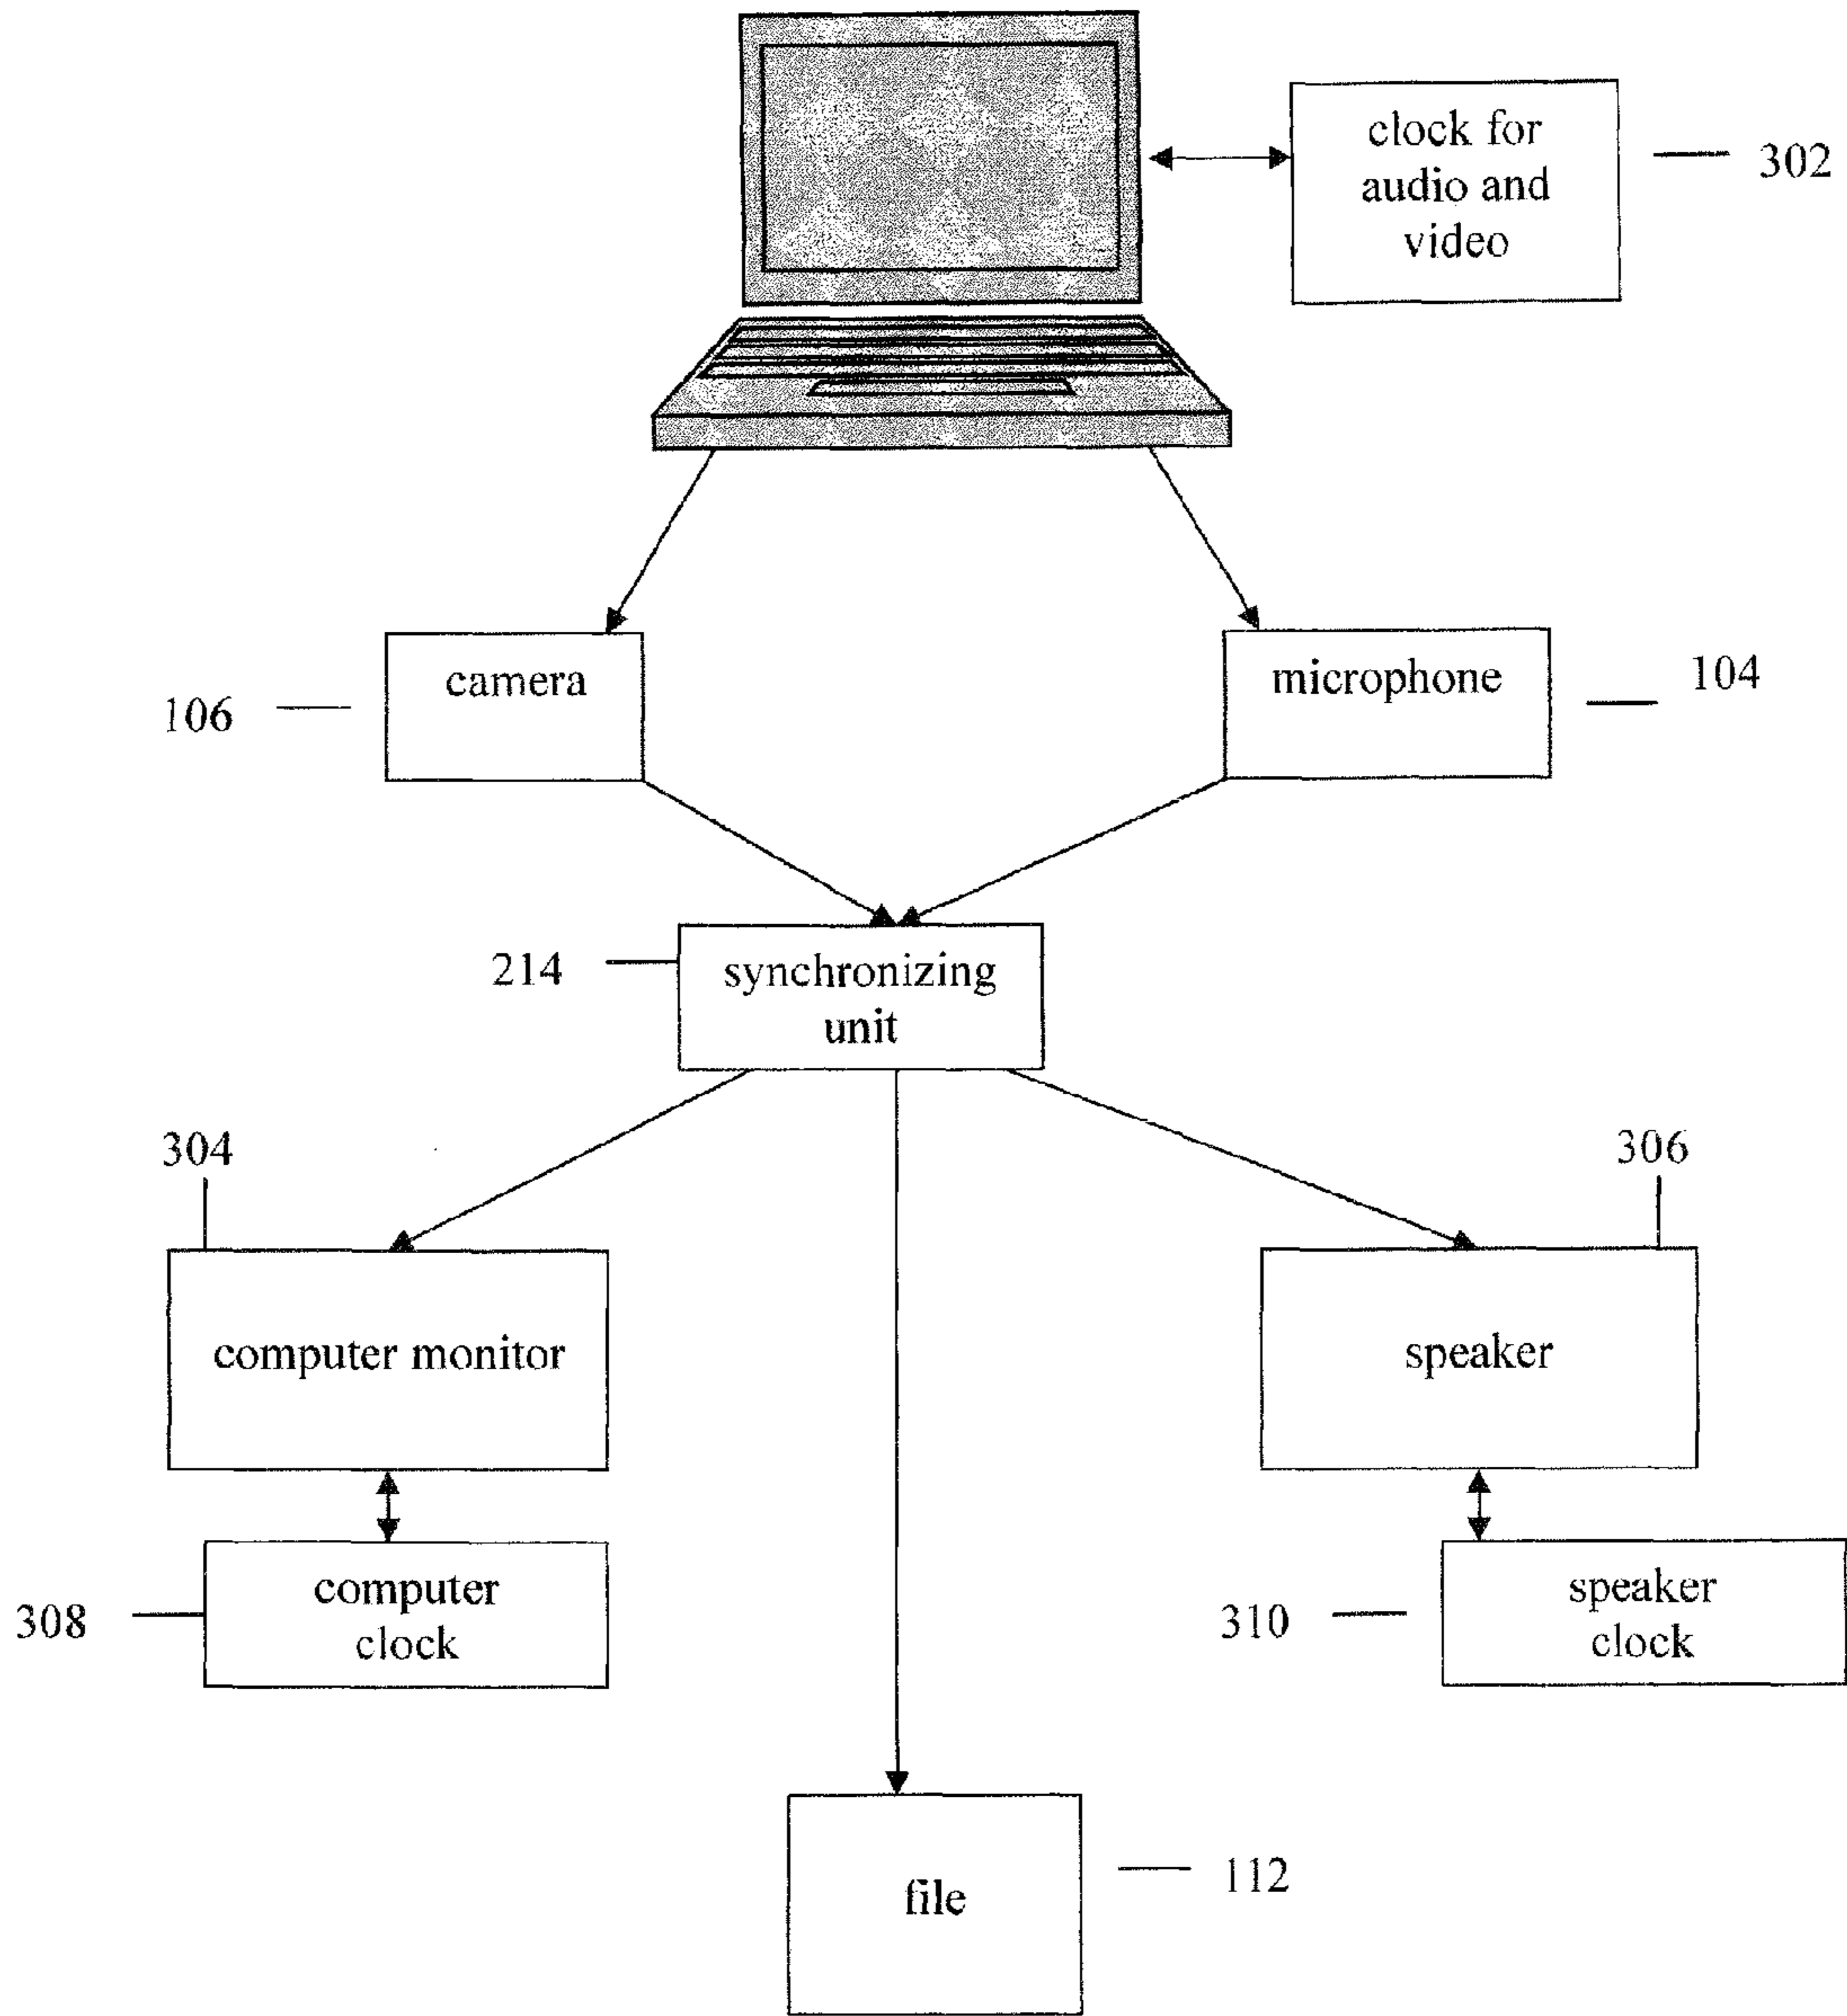 clock for
audio and
video
302
camera
106
microphone
104
214
synchronizing
unit
304
306
computer monitor
speaker
308
computer
clock
310
speaker
clock
file
112